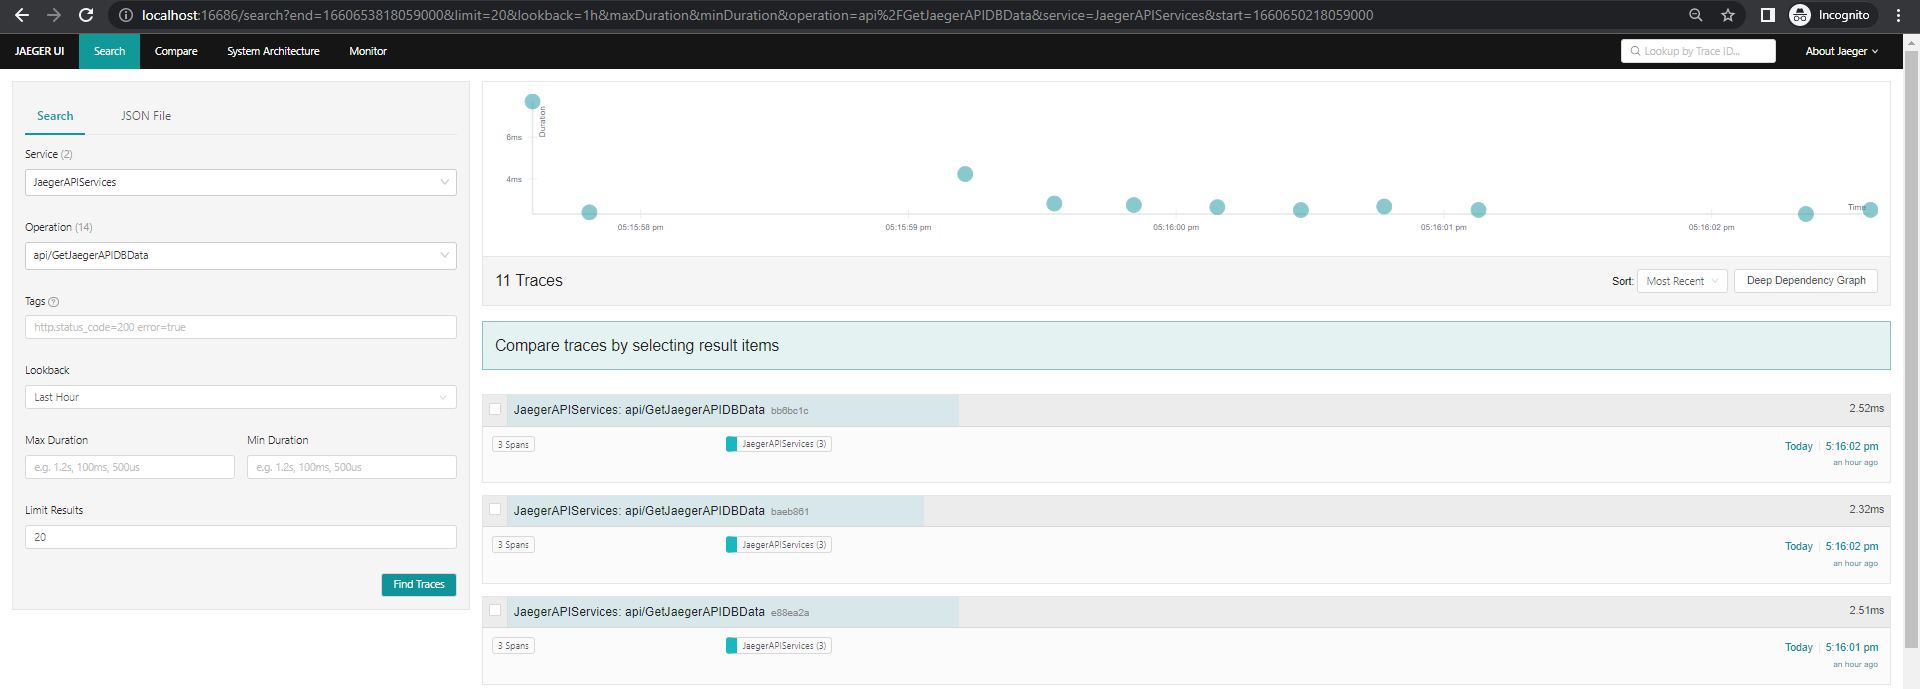 localhost:16686/search?end=1660653818059000&limit=20&lookback=1h&maxDuration&minDuration&operation=api%2FGetJaegerAPIDBData&service=JaegerAPIServices&start=1660650218059000
Incognito
JAEGER UI Search Compare System Architecture Monitor Lookup by Trace ID... About Jaeger
Search JSON File
Service (2)
JaegerAPIServices
Operation (14)
api/GetJaegerAPIDBData
Tags
http.status_code=200 error=true
Lookback
Last Hour
Max Duration Min Duration
e.g. 1.2s, 100ms, 500us e.g. 1.2s, 100ms, 500us
Limit Results
20
Find Traces
Duration
6ms
4ms
Time
05:15:58 pm 05:15:59 pm 05:16:00 pm 05:16:01 pm 05:16:02 pm
11 Traces Sort: Most Recent Deep Dependency Graph
Compare traces by selecting result items
JaegerAPIServices: api/GetJaegerAPIDBData bb6bc1c 2.52ms
3 Spans JaegerAPIServices (3) Today 5:16:02 pm
an hour ago
JaegerAPIServices: api/GetJaegerAPIDBData baeb861 2.32ms
3 Spans JaegerAPIServices (3) Today 5:16:02 pm
an hour ago
JaegerAPIServices: api/GetJaegerAPIDBData e88ea2a 2.51ms
3 Spans JaegerAPIServices (3) Today 5:16:01 pm
an hour ago